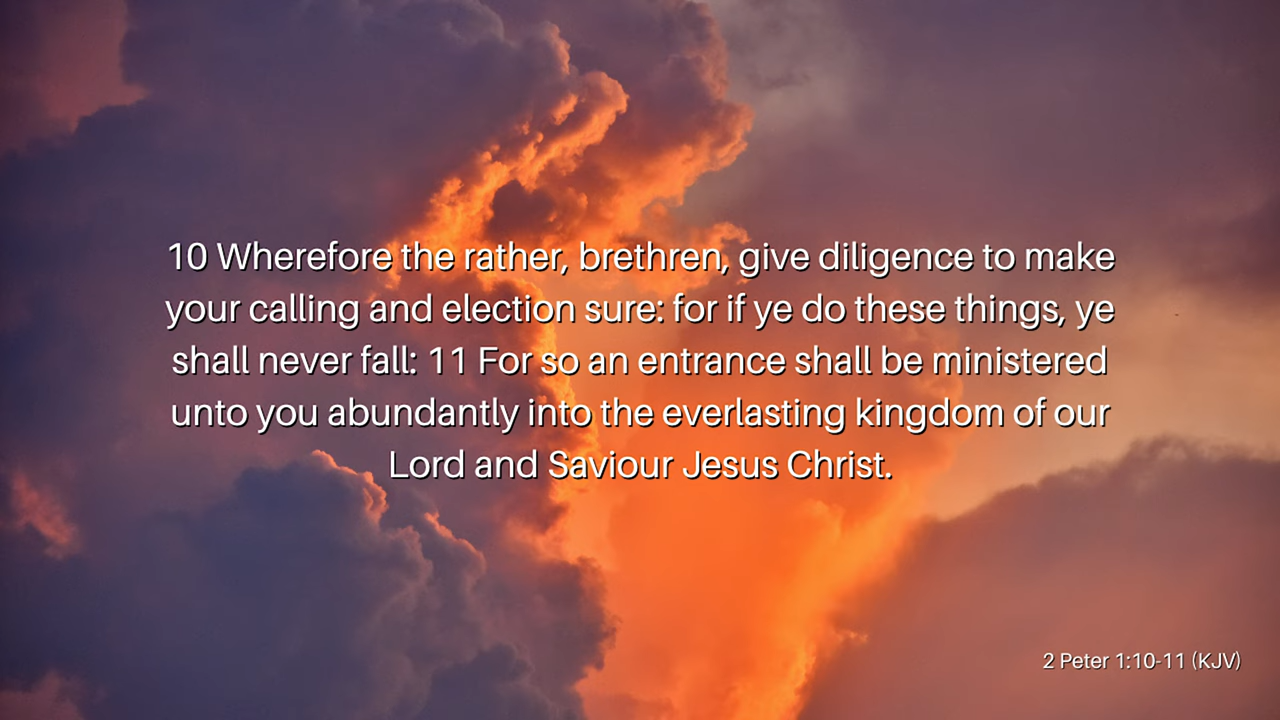 10 Wherefore the rather, brethren, give diligence to make
your calling and election sure: for if ye do these things, ye
shall never fall: 11 For so an entrance shall be ministered
unto you abundantly into the everlasting kingdom of our
Lord and Saviour Jesus Christ.
2 Peter 1:10-11 (KJV)